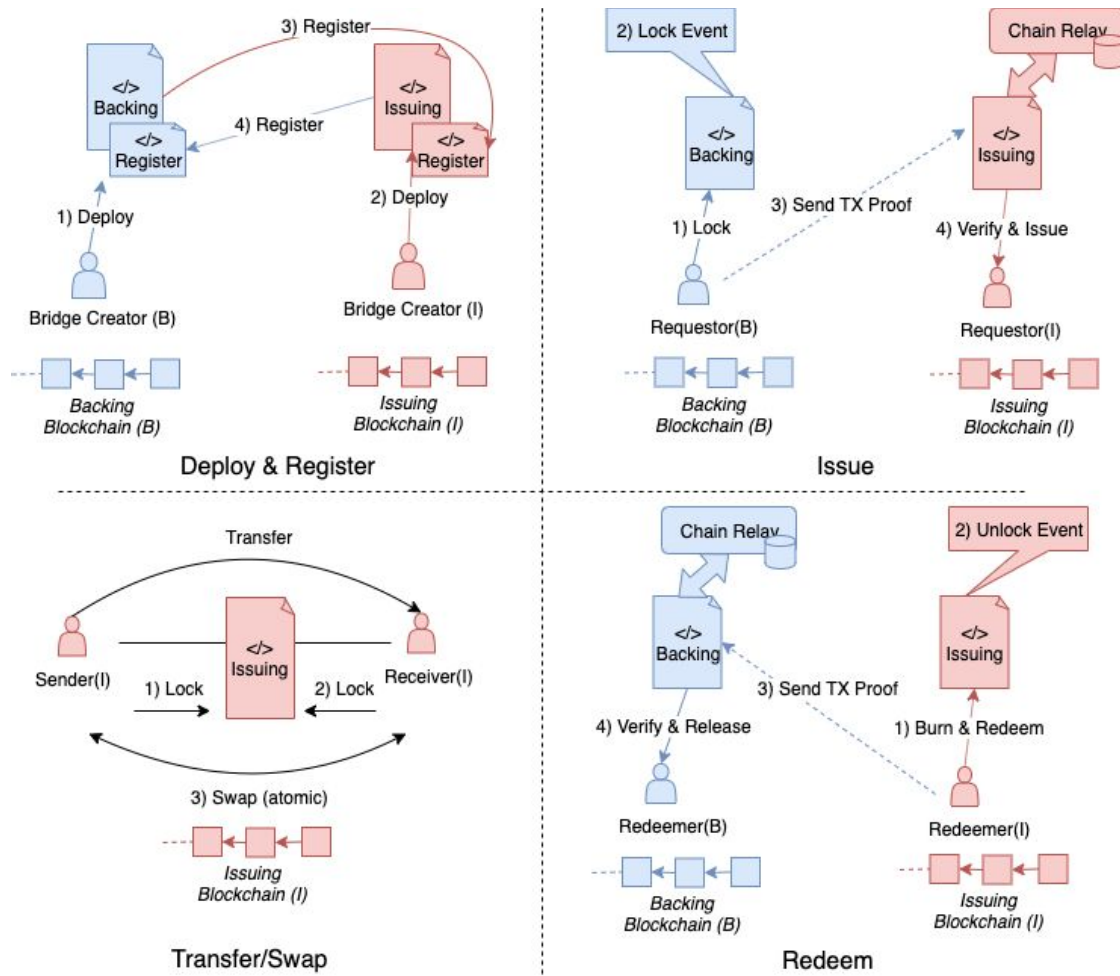 3) Register
</>
Backing
</>
Register
4) Register
</>
Issuing
</>
Register
1) Deploy
2) Deploy
Bridge Creator (B)
Bridge Creator (I)
Backing
Blockchain (B)
Issuing
Blockchain (I)
Deploy & Register
2) Lock Event
Chain Relay
</>
Backing
</>
Issuing
3) Send TX Proof
1) Lock
4) Verify & Issue
Requestor(B)
Requestor(I)
Backing
Blockchain (B)
Issuing
Blockchain (I)
Issue
Transfer
</>
Issuing
Sender(I)
Receiver(I)
1) Lock
2) Lock
3) Swap (atomic)
Issuing
Blockchain (I)
Transfer/Swap
Chain Relay
2) Unlock Event
</>
Backing
</>
Issuing
3) Send TX Proof
4) Verify & Release
1) Burn & Redeem
Redeemer(B)
Redeemer(I)
Backing
Blockchain (B)
Issuing
Blockchain (I)
Redeem